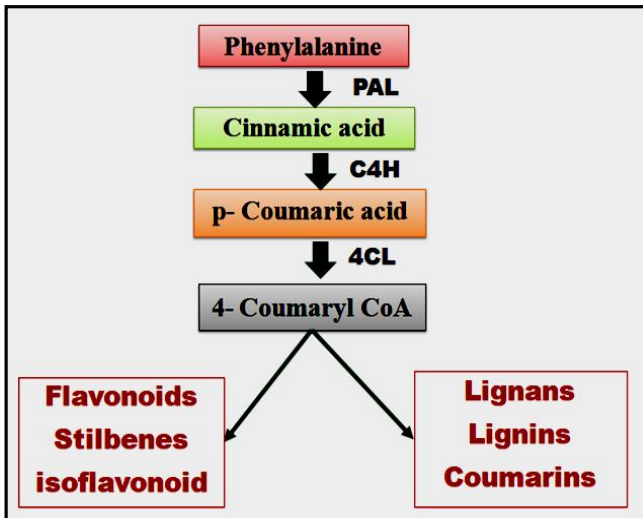 Phenylalanine
PAL
Cinnamic acid
C4H
p- Coumaric acid
4CL
4- Coumaryl CoA
Flavonoids
Stilbenes
isoflavonoid
Lignans
Lignins
Coumarins